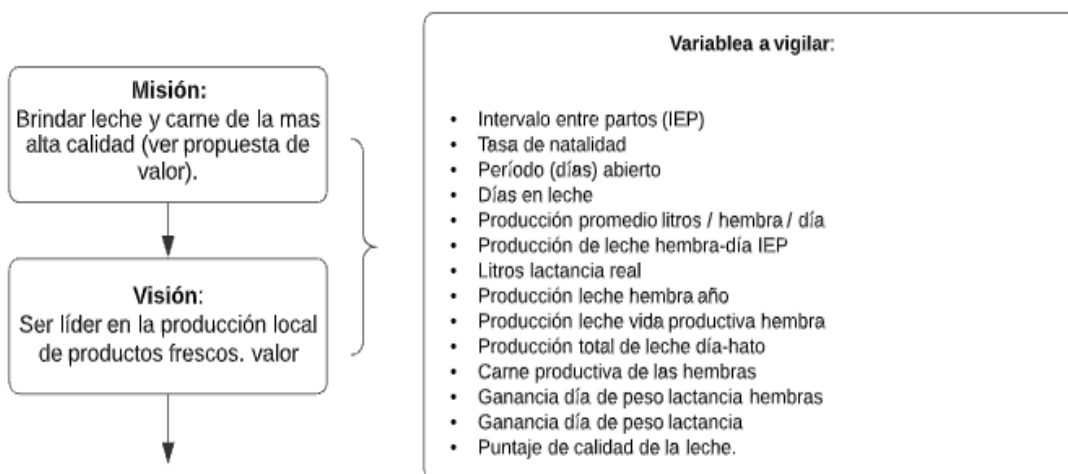 Misión:
Brindar leche y carne de la mas
alta calidad (ver propuesta de
valor).
Visión:
Ser líder en la producción local
de productos frescos. valor
Variablea a vigilar:
• Intervalo entre partos (IEP)
• Tasa de natalidad
• Período (días) abierto
• Días en leche
• Producción promedio litros / hembra / día
• Producción de leche hembra-día IEP
• Litros lactancia real
• Producción leche hembra año
• Producción leche vida productiva hembra
• Producción total de leche día-hato
• Carne productiva de las hembras
• Ganancia día de peso lactancia hembras
• Ganancia día de peso lactancia
• Puntaje de calidad de la leche.